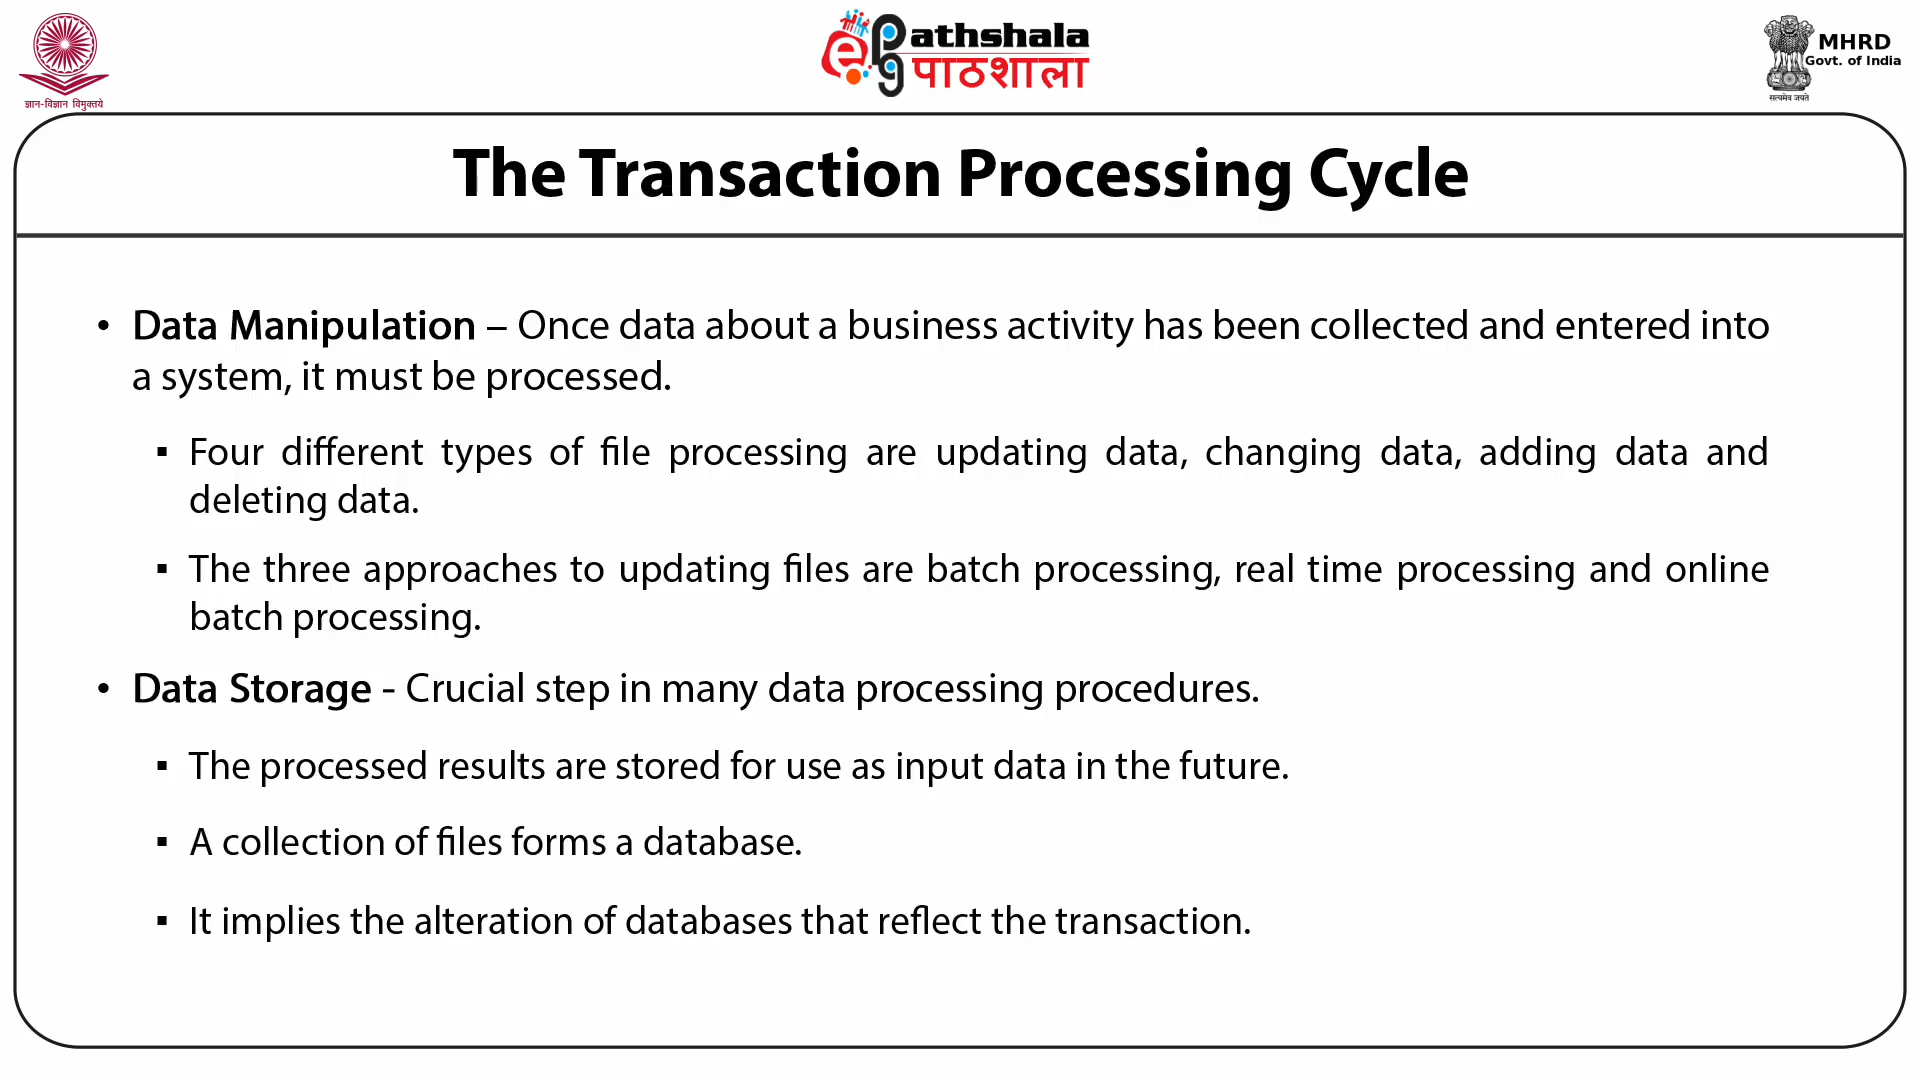 ज्ञान-विज्ञान विमुक्तये
ePG
athshala
पाठशाला
MHRD
Govt. of India
सत्यमेव जयते
The Transaction Processing Cycle
• Data Manipulation – Once data about a business activity has been collected and entered into
a system, it must be processed.
▪ Four different types of file processing are updating data, changing data, adding data and
deleting data.
▪ The three approaches to updating files are batch processing, real time processing and online
batch processing.
• Data Storage - Crucial step in many data processing procedures.
▪ The processed results are stored for use as input data in the future.
▪ A collection of files forms a database.
▪ It implies the alteration of databases that reflect the transaction.